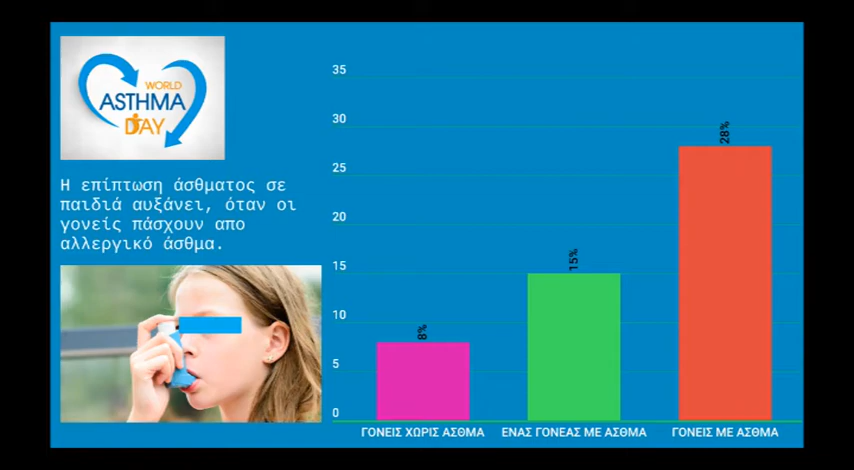 WORLD
ASTHMA
DAY
Η επίπτωση άσθματος σε
παιδιά αυξάνει, όταν οι
γονείς πάσχουν απο
αλλεργικό άσθμα.
35
30
25
20
15
10
5
0
8%
15%
28%
ΓΟΝΕΙΣ ΧΩΡΙΣ ΑΣΘΜΑ
ΕΝΑΣ ΓΟΝΕΑΣ ΜΕ ΑΣΘΜΑ
ΓΟΝΕΙΣ ΜΕ ΑΣΘΜΑ